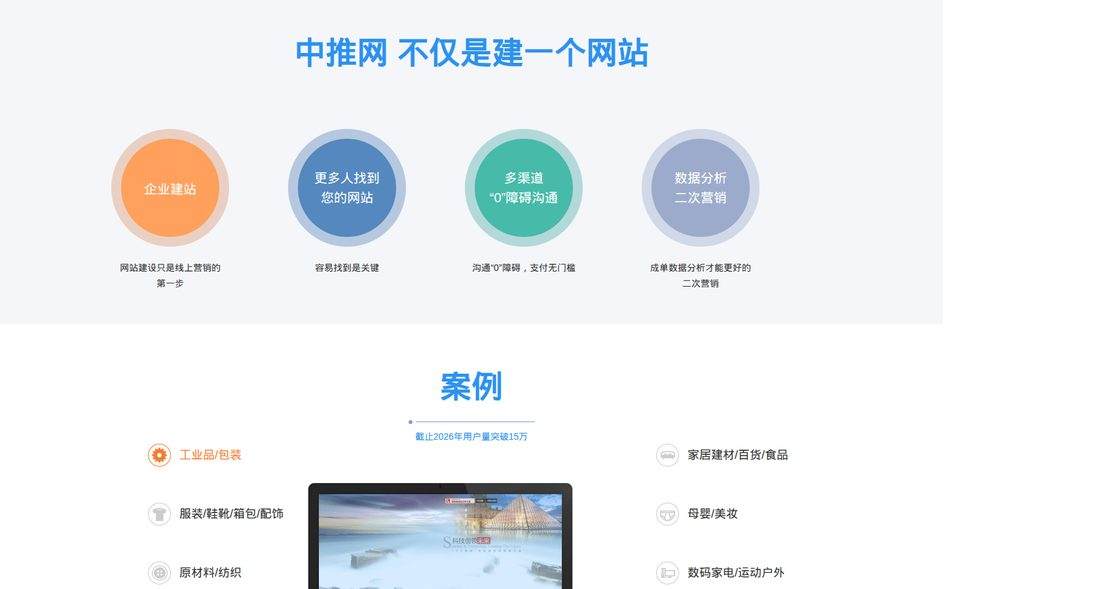 中推网 不仅是建一个网站
企业建站
更多人找到
您的网站
多渠道
“0”障碍沟通
数据分析
二次营销
网站建设只是线上营销的
第一步
容易找到是关键
沟通“0”障碍，支付无门槛
成单数据分析才能更好的
二次营销
案例
截止2026年用户量突破15万
工业品/包装
家居建材/百货/食品
服装/鞋靴/箱包/配饰
母婴/美妆
科技创领未来
原材料/纺织
数码家电/运动户外